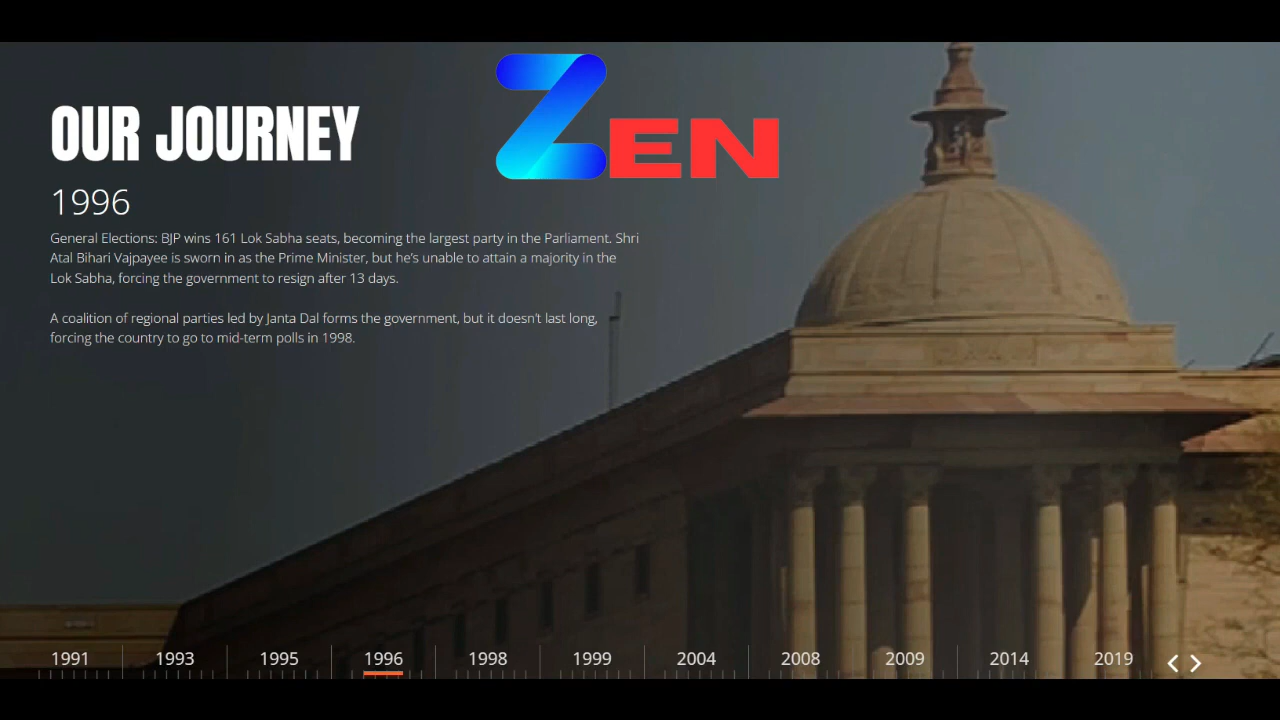 ZEN
OUR JOURNEY
1996
General Elections: BJP wins 161 Lok Sabha seats, becoming the largest party in the Parliament. Shri
Atal Bihari Vajpayee is sworn in as the Prime Minister, but he's unable to attain a majority in the
Lok Sabha, forcing the government to resign after 13 days.
A coalition of regional parties led by Janta Dal forms the government, but it doesn't last long,
forcing the country to go to mid-term polls in 1998.
1991 1993 1995 1996 1998 1999 2004 2008 2009 2014 2019